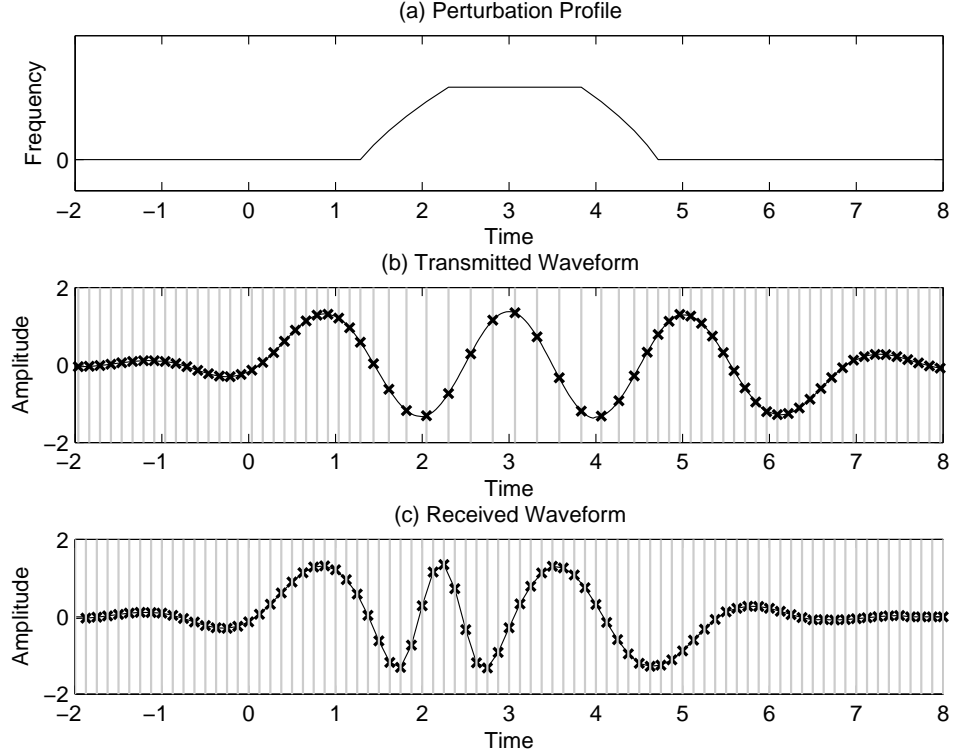 (a) Perturbation Profile
Frequency
0
−2 −1 0 1 2 3 4 5 6 7 8
Time
(b) Transmitted Waveform
Amplitude
2
0
−2
−2 −1 0 1 2 3 4 5 6 7 8
Time
(c) Received Waveform
Amplitude
2
0
−2
−2 −1 0 1 2 3 4 5 6 7 8
Time